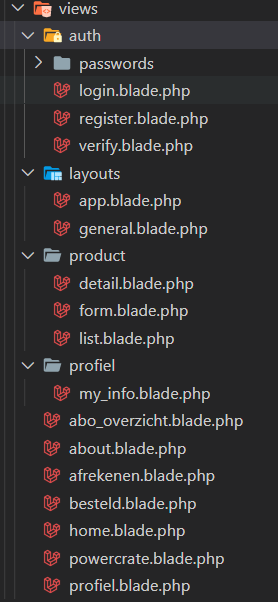 views
auth
passwords
login.blade.php
register.blade.php
verify.blade.php
layouts
app.blade.php
general.blade.php
product
detail.blade.php
form.blade.php
list.blade.php
profiel
my_info.blade.php
abo_overzicht.blade.php
about.blade.php
afrekenen.blade.php
besteld.blade.php
home.blade.php
powercrate.blade.php
profiel.blade.php